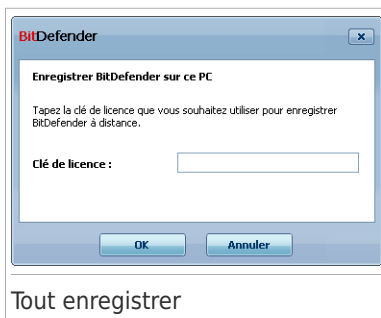 BitDefender
Enregistrer BitDefender sur ce PC
Tapez la clé de licence que vous souhaitez utiliser pour enregistrer
BitDefender à distance.
Clé de licence :
OK
Annuler
Tout enregistrer